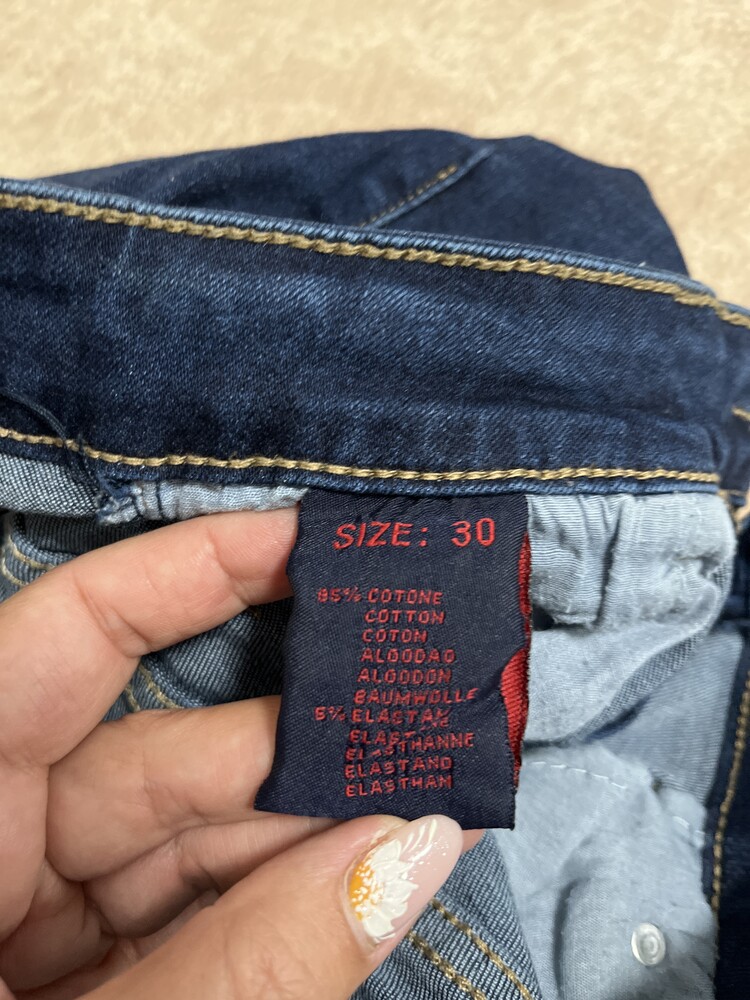 SIZE: 30
95% COTONE
COTTON
COTON
ALGODAO
ALGODON
BAUMWOLLE
5% ELASTAN
ELASTHANNE
ELASTANO
ELASTHAN